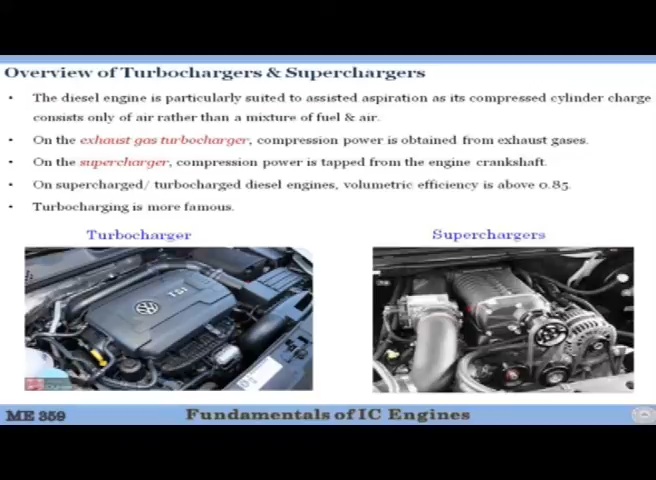 Overview of Turbochargers & Superchargers
• The diesel engine is particularly suited to assisted aspiration as its compressed cylinder charge
consists only of air rather than a mixture of fuel & air.
• On the exhaust gas turbocharger, compression power is obtained from exhaust gases.
• On the supercharger, compression power is tapped from the engine crankshaft.
• On supercharged/ turbocharged diesel engines, volumetric efficiency is above 0.85.
• Turbocharging is more famous.
Turbocharger
Superchargers
TSI
ME 359
Fundamentals of IC Engines